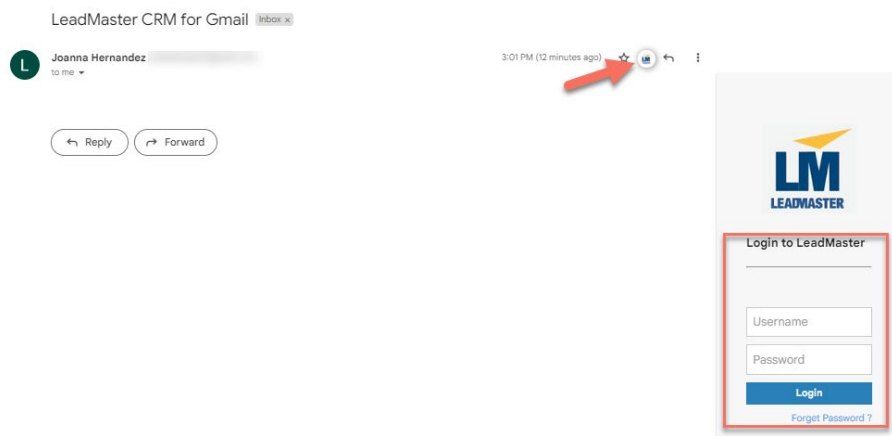 LeadMaster CRM for Gmail Inbox x
L
Joanna Hernandez
3:01 PM (12 minutes ago)
LM
to me
Reply
Forward
LM
LEADMASTER
Login to LeadMaster
Username
Password
Login
Forget Password ?